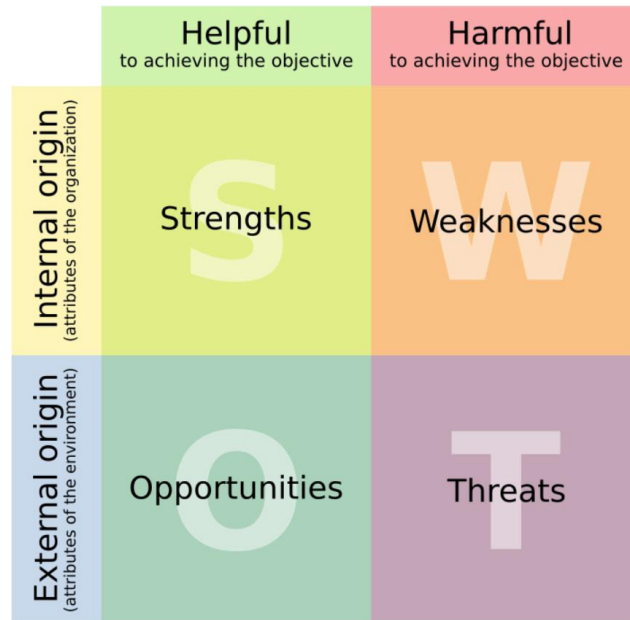 Helpful
to achieving the objective
Harmful
to achieving the objective
Internal origin
(attributes of the organization)
S
Strengths
W
Weaknesses
External origin
(attributes of the environment)
O
Opportunities
T
Threats